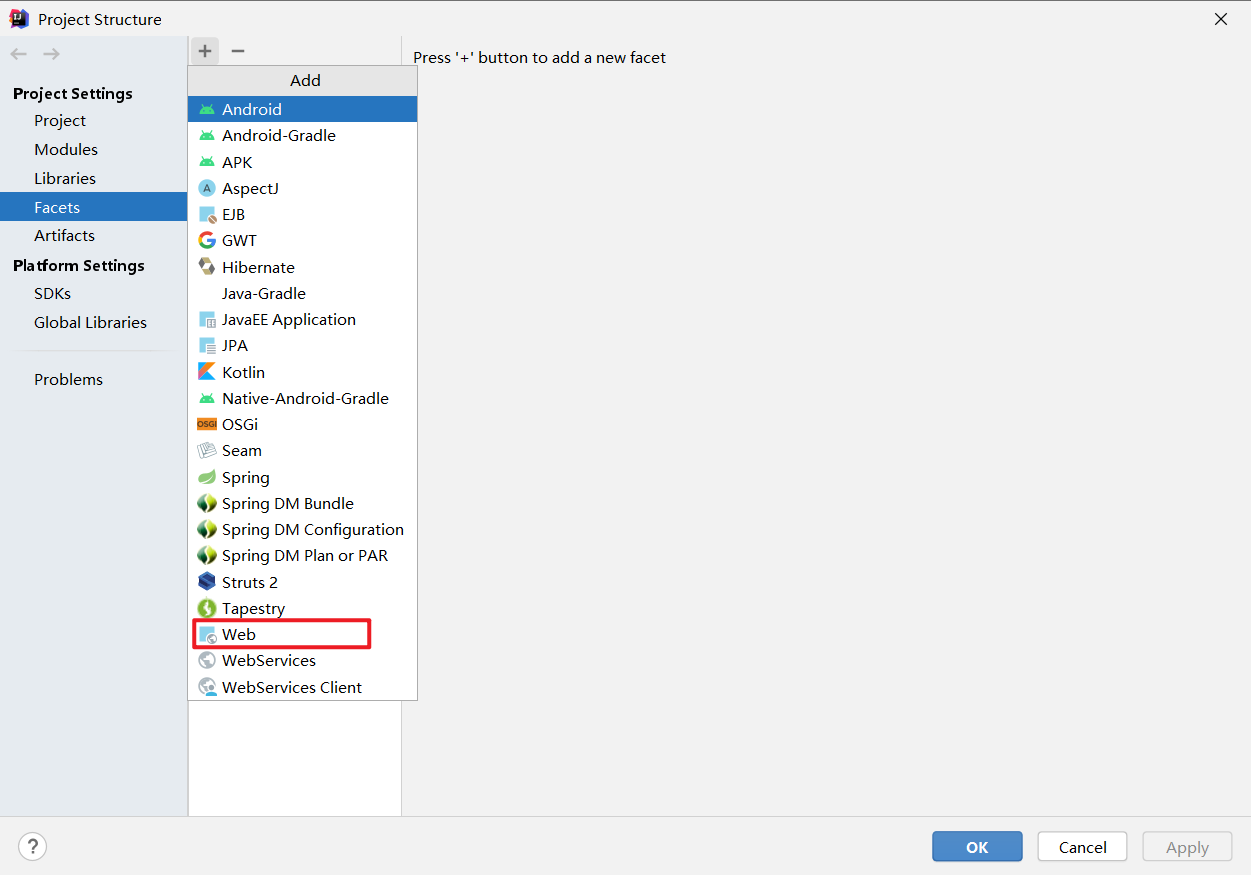 Project Structure
Press '+' button to add a new facet
Project Settings
Project
Modules
Libraries
Facets
Artifacts
Platform Settings
SDKs
Global Libraries
Problems
Add
Android
Android-Gradle
APK
AspectJ
EJB
GWT
Hibernate
Java-Gradle
JavaEE Application
JPA
Kotlin
Native-Android-Gradle
OSGi
Seam
Spring
Spring DM Bundle
Spring DM Configuration
Spring DM Plan or PAR
Struts 2
Tapestry
Web
WebServices
WebServices Client
?
OK
Cancel
Apply